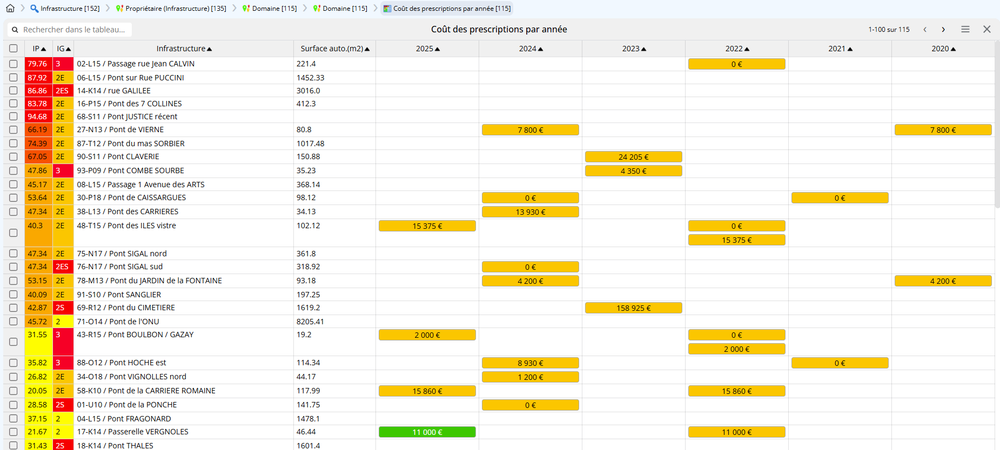 Infrastructure [152] Propriétaire (Infrastructure) [135] Domaine [115] Domaine [115] Coût des prescriptions par année [115]
Rechercher dans le tableau... Coût des prescriptions par année 1-100 sur 115
IP▲ IG▲ Infrastructure▲ Surface auto.(m2)▲ 2025▲ 2024▲ 2023▲ 2022▲ 2021▲ 2020▲
79.76 3 02-L15 / Passage rue Jean CALVIN 221.4 0 €
87.92 2E 06-L15 / Pont sur Rue PUCCINI 1452.33
86.86 2ES 14-K14 / rue GALILEE 3016.0
83.78 2E 16-P15 / Pont des 7 COLLINES 412.3
94.68 2E 68-S11 / Pont JUSTICE récent
66.19 2E 27-N13 / Pont de VIERNE 80.8 7 800 € 7 800 €
74.39 2E 87-T12 / Pont du mas SORBIER 1017.48
67.05 2E 90-S11 / Pont CLAVERIE 150.88 24 205 €
47.86 3 93-P09 / Pont COMBE SOURBE 35.23 4 350 €
45.17 2E 08-L15 / Passage 1 Avenue des ARTS 368.14
53.64 2E 30-P18 / Pont de CAISSARGUES 98.12 0 € 0 €
47.34 2E 38-L13 / Pont des CARRIERES 34.13 13 930 €
40.3 2E 48-T15 / Pont des ILES vistre 102.12 15 375 € 0 €
15 375 €
47.34 2E 75-N17 / Pont SIGAL nord 361.8
47.34 2ES 76-N17 / Pont SIGAL sud 318.92 0 €
53.15 2E 78-M13 / Pont du JARDIN de la FONTAINE 93.18 4 200 € 4 200 €
40.09 2E 91-S10 / Pont SANGLIER 197.25
42.87 2S 69-R12 / Pont du CIMETIERE 1619.2 158 925 €
45.72 2 71-O14 / Pont de l'ONU 8205.41
31.55 3 43-R15 / Pont BOULBON / GAZAY 19.2 2 000 € 0 €
2 000 €
35.82 3 88-O12 / Pont HOCHE est 114.34 8 930 € 0 €
26.82 2E 34-O18 / Pont VIGNOLLES nord 44.17 1 200 €
20.05 2E 58-K10 / Pont de la CARRIERE ROMAINE 117.99 15 860 € 15 860 €
28.58 2S 01-U10 / Pont de la PONCHE 141.75 0 €
37.15 2 04-L15 / Pont FRAGONARD 1478.1
21.67 2 17-K14 / Passerelle VERGNOLES 46.44 11 000 € 11 000 €
31.43 2S 18-K14 / Pont THALES 1601.4